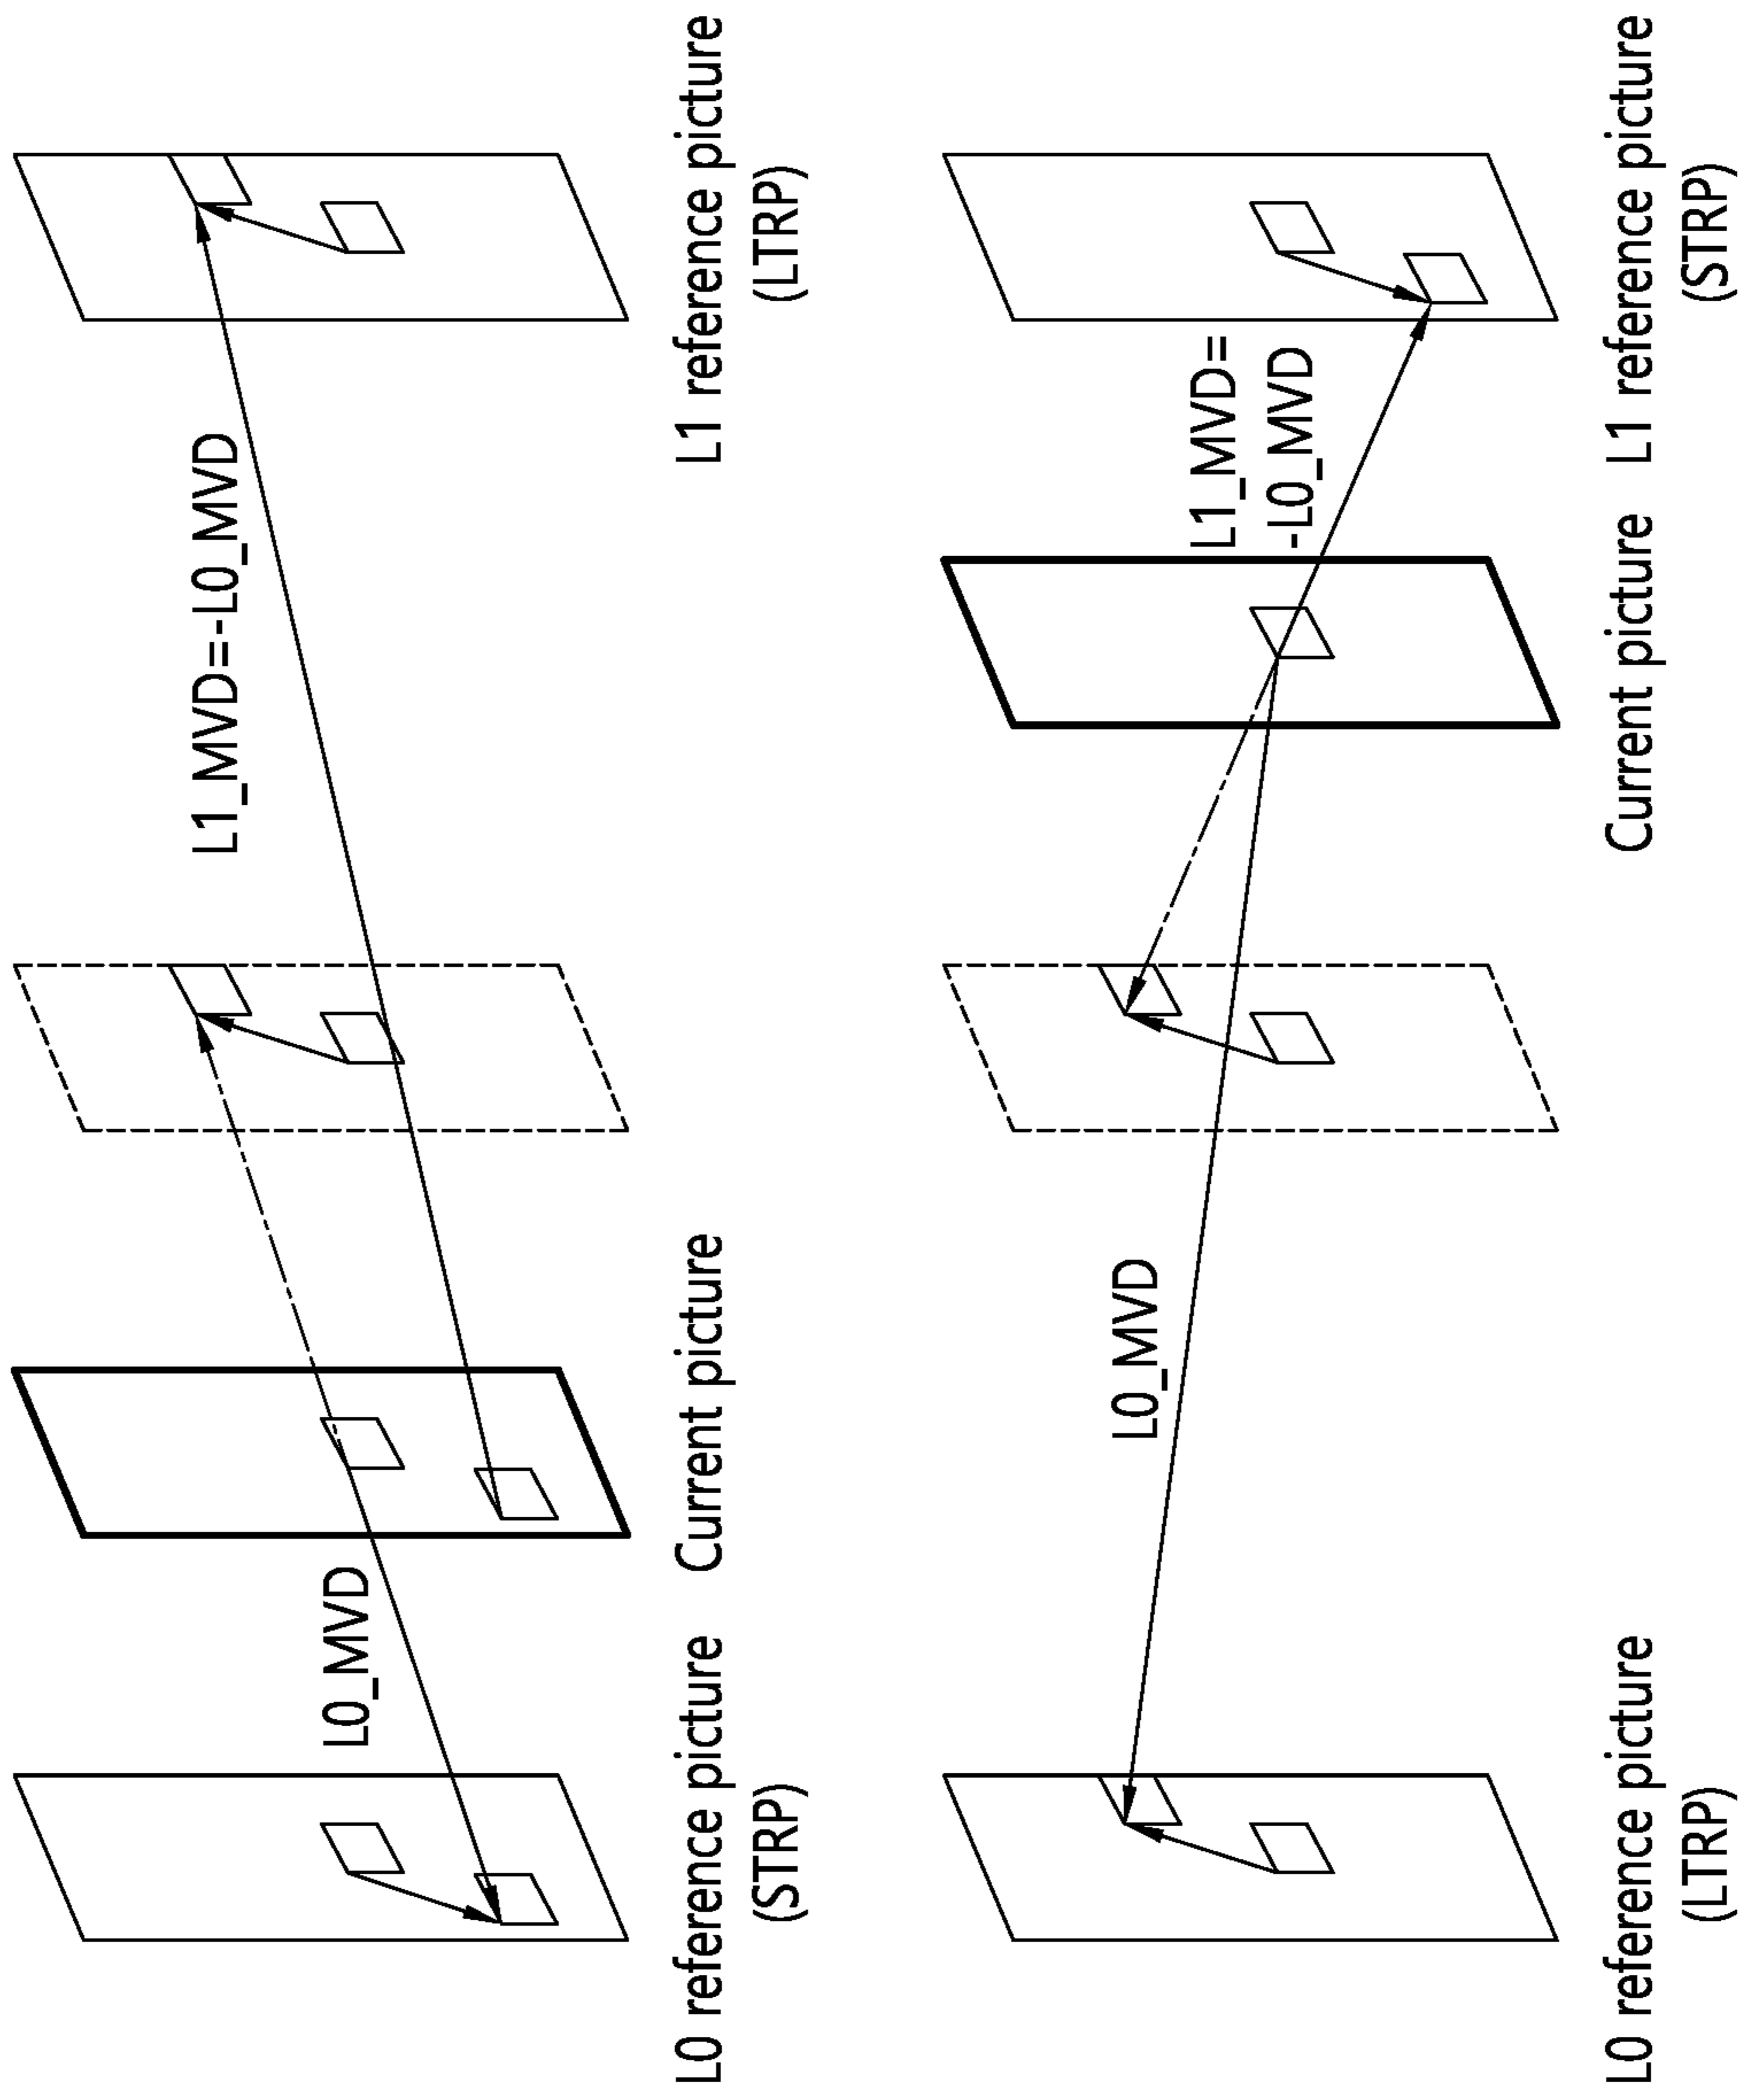 L0_MVD
L1_MVD=-L0_MVD
L0 reference picture
(STRP)
Current picture
L1 reference picture
(LTRP)
L0_MVD
L1_MVD=
-L0_MVD
L0 reference picture
(LTRP)
Current picture
L1 reference picture
(STRP)